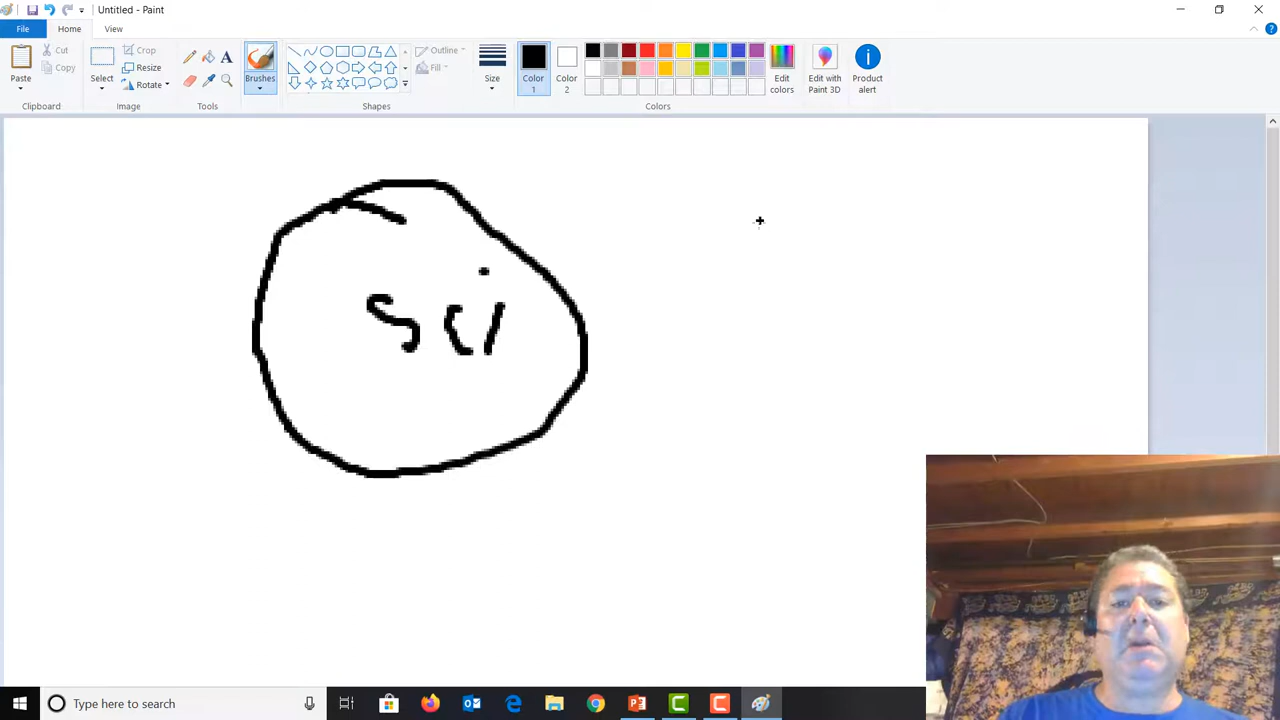 Untitled - Paint
File
Home
View
Paste
Cut
Copy
Clipboard
Select
Crop
Resize
Rotate
Image
A
Tools
Brushes
Outline
Fill
Shapes
Size
Color 1
Color 2
Edit colors
Colors
Edit with Paint 3D
Product alert
Sci
Type here to search